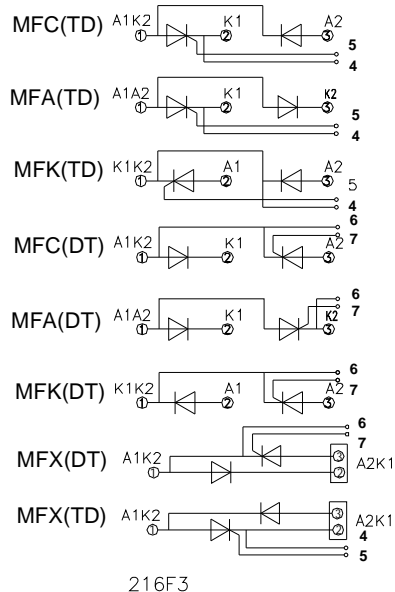 MFC(TD) A1K2 K1 A2
1 2 3
5
4
MFA(TD) A1A2 K1 K2
1 2 3
5
4
MFK(TD) K1K2 A1 A2
1 2 3
5
4
6
MFC(DT) A1K2 K1 A2 7
1 2 3
6
7
MFA(DT) A1A2 K1 K2
1 2 3
6
MFK(DT) K1K2 A1 A2 7
1 2 3
6
7
MFX(DT) A1K2 3 A2K1
1 2
MFX(TD) A1K2 3 A2K1
1 2 4
5
216F3